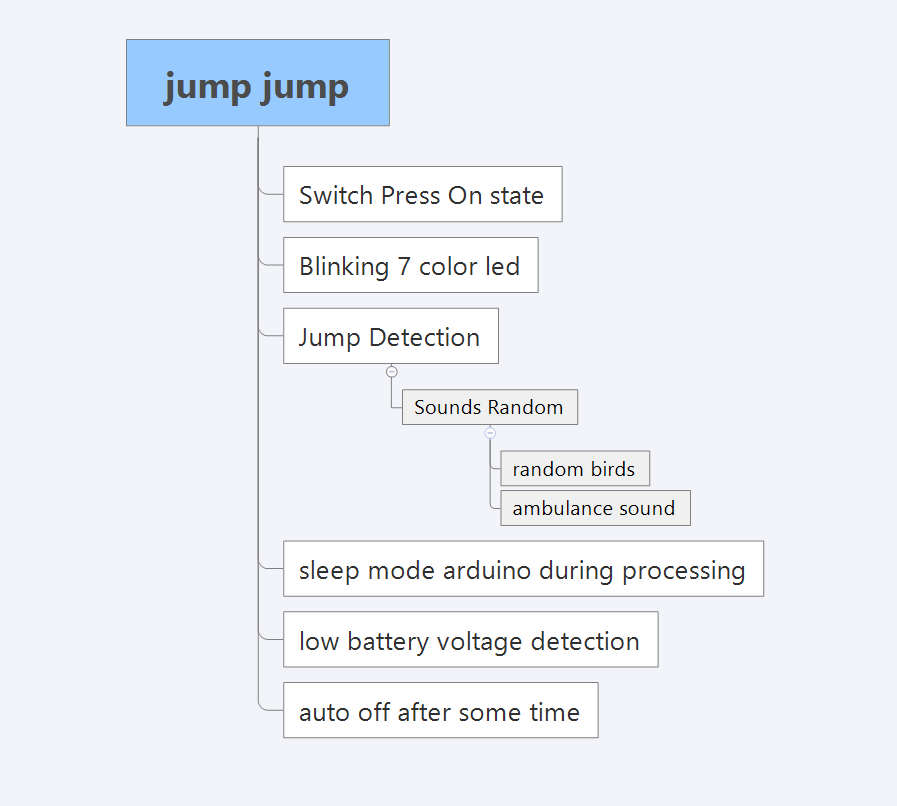 jump jump
Switch Press On state
Blinking 7 color led
Jump Detection
Sounds Random
random birds
ambulance sound
sleep mode arduino during processing
low battery voltage detection
auto off after some time